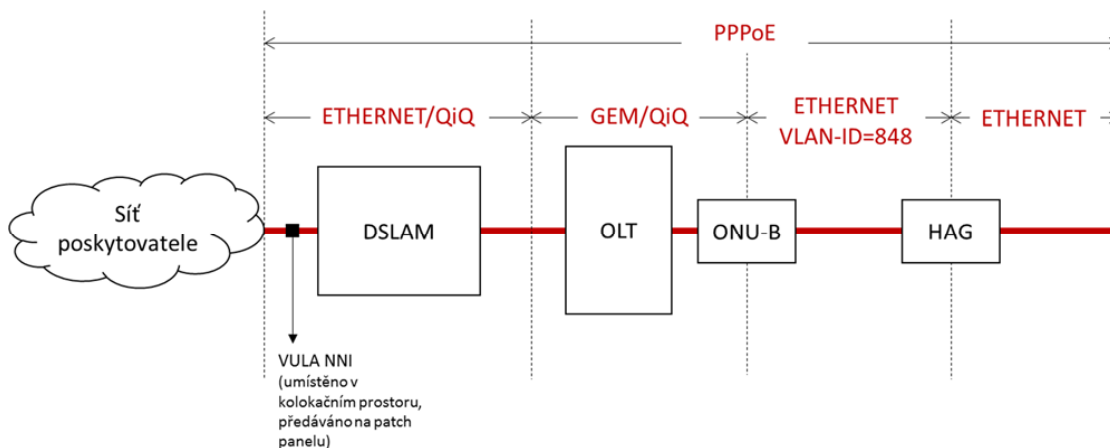 PPPoE
ETHERNET/QiQ
GEM/QiQ
ETHERNET
VLAN-ID=848
ETHERNET
Síť
poskytovatele
DSLAM
OLT
ONU-B
HAG
VULA NNI
(umístěno v
kolokačním prostoru,
předáváno na patch
panelu)